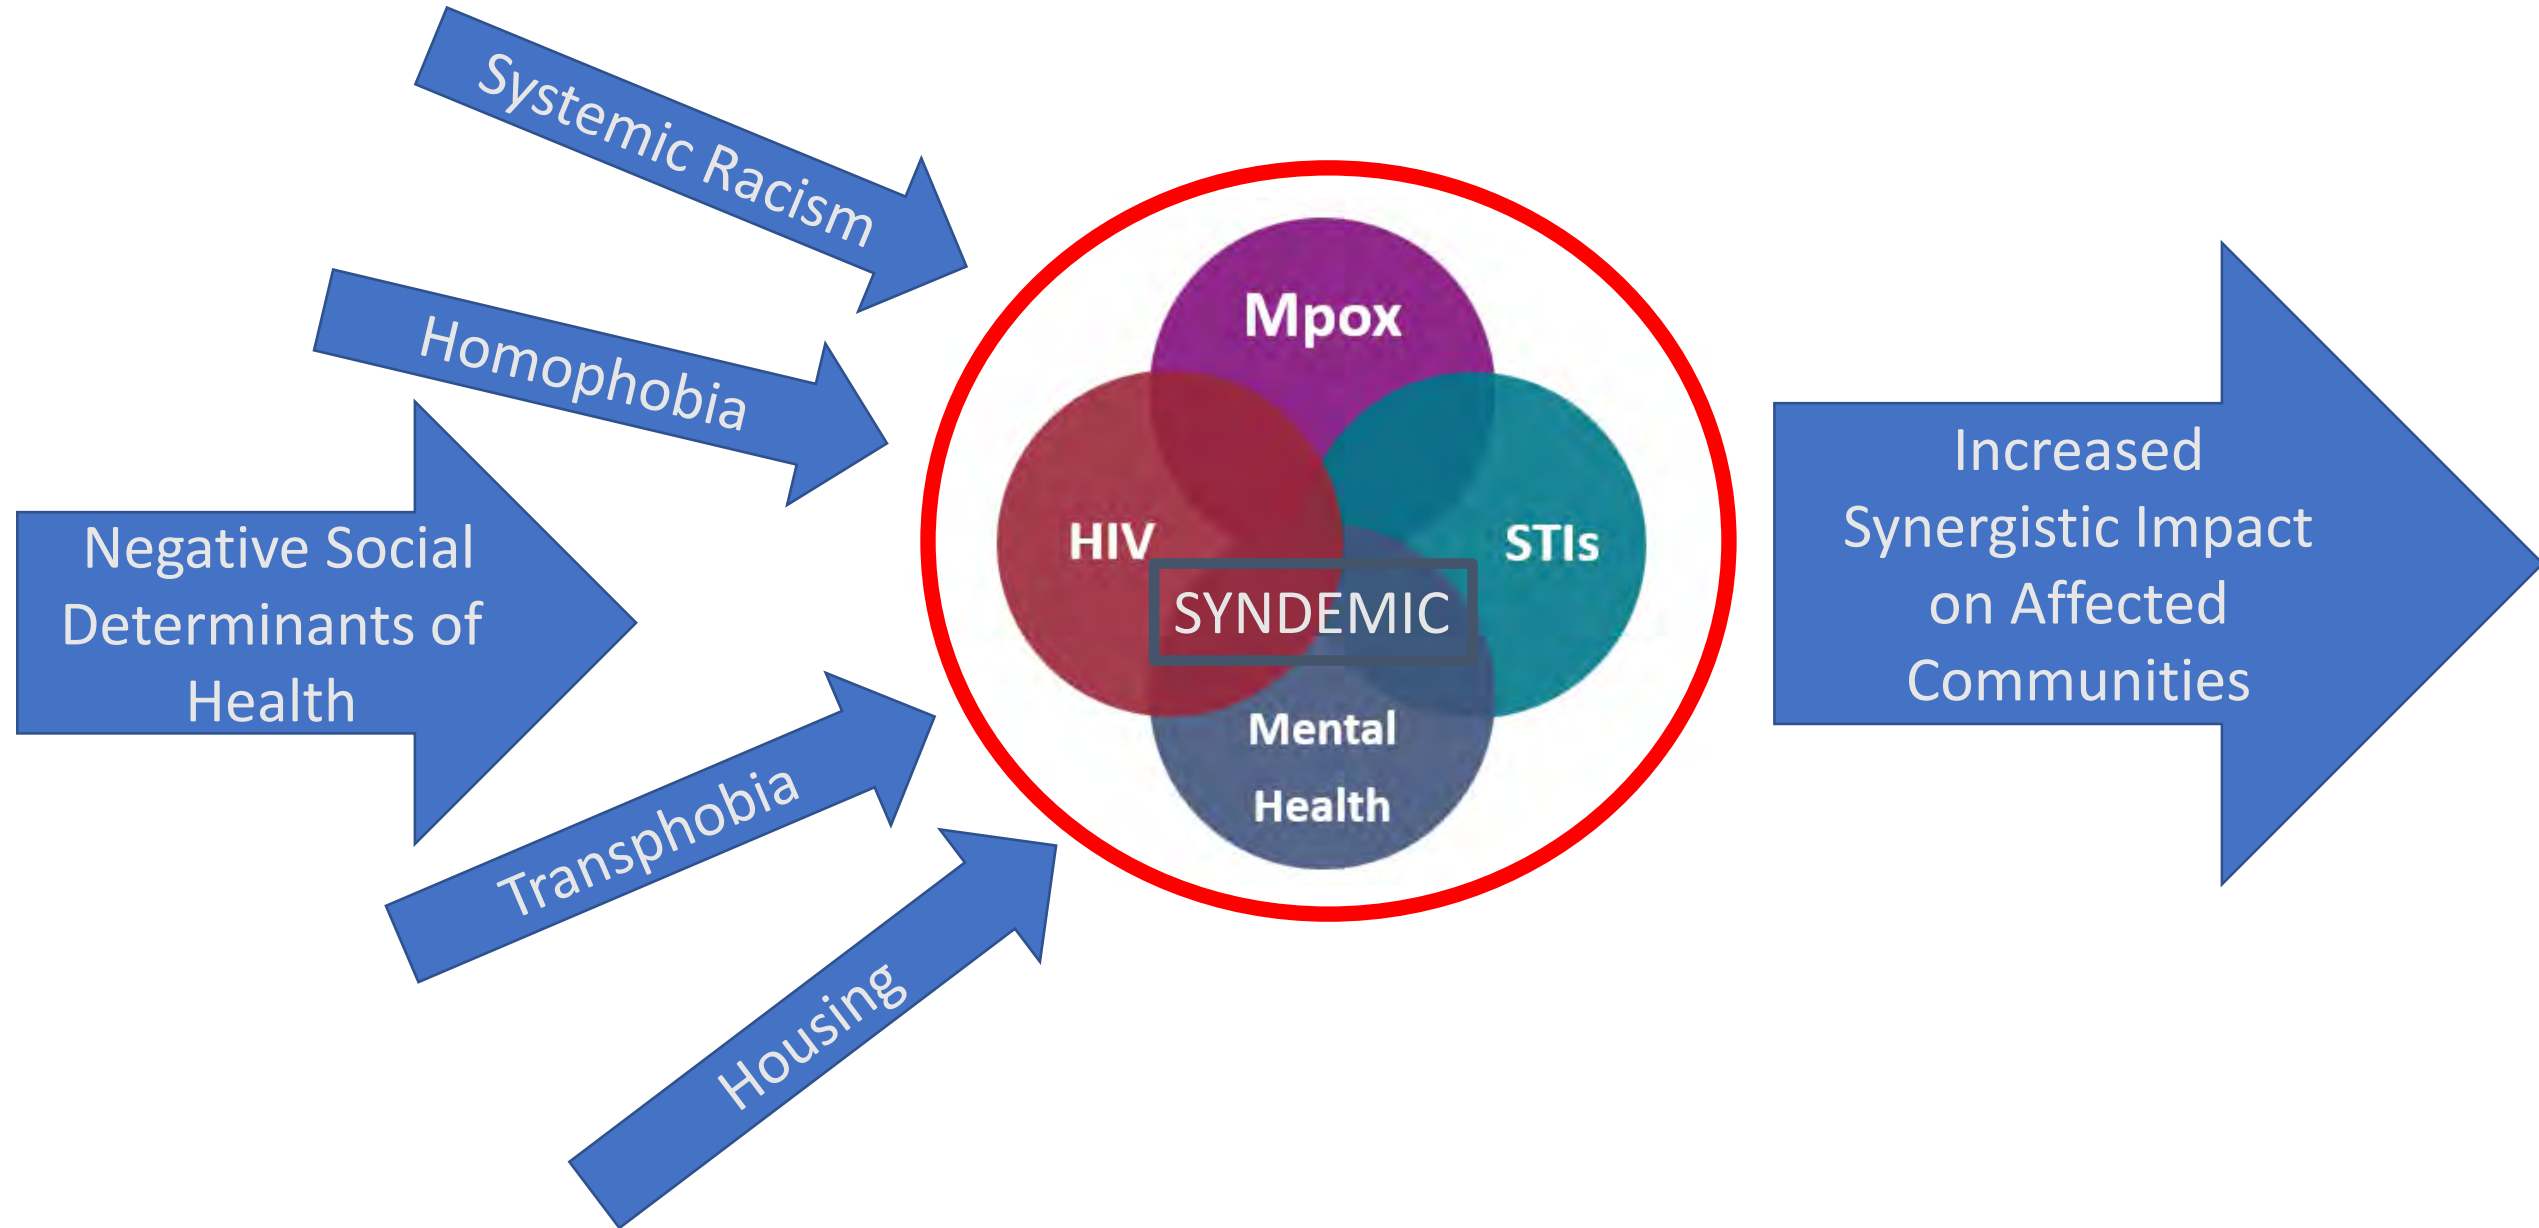 Systemic Racism
Homophobia
Negative Social
Determinants of
Health
Transphobia
Housing
Mpox
HIV
STIs
SYNDEMIC
Mental
Health
Increased
Synergistic Impact
on Affected
Communities